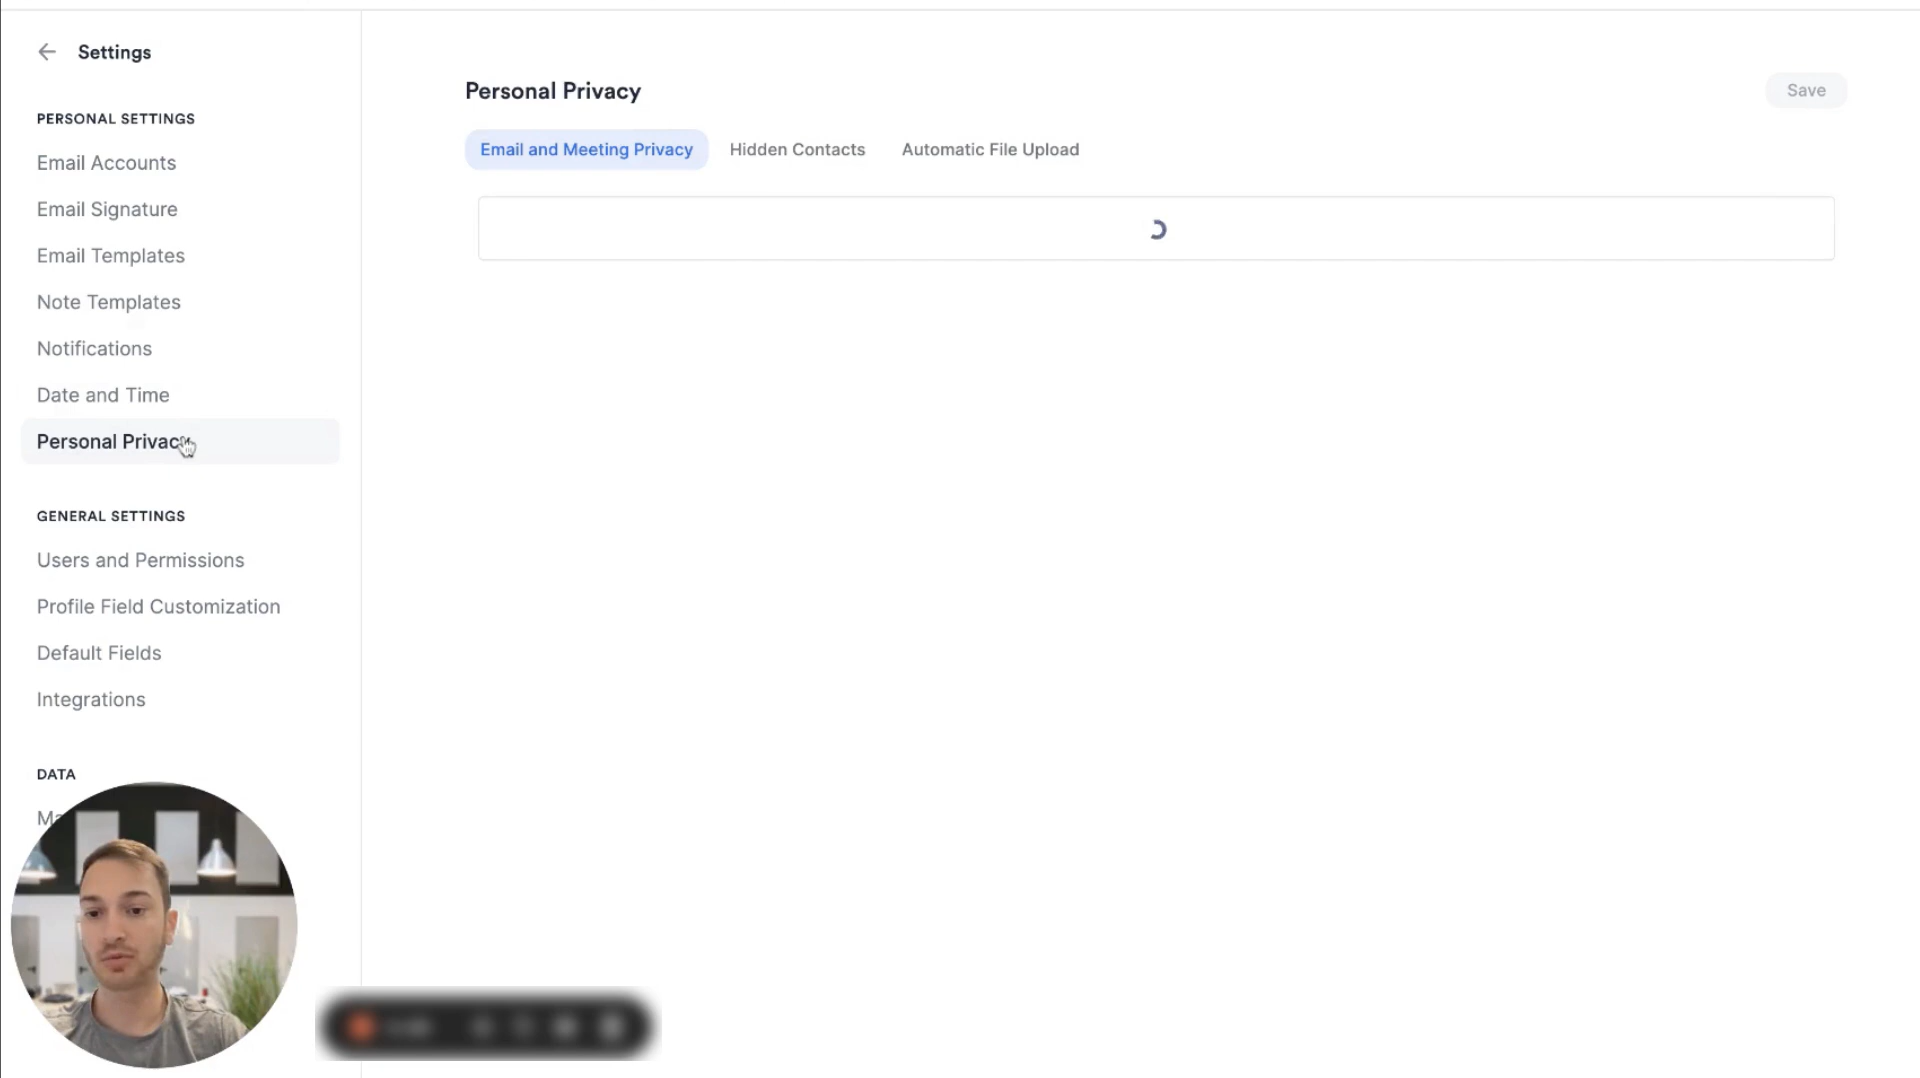 Settings
PERSONAL SETTINGS
Email Accounts
Email Signature
Email Templates
Note Templates
Notifications
Date and Time
Personal Privacy
GENERAL SETTINGS
Users and Permissions
Profile Field Customization
Default Fields
Integrations
DATA
Personal Privacy
Save
Email and Meeting Privacy
Hidden Contacts
Automatic File Upload